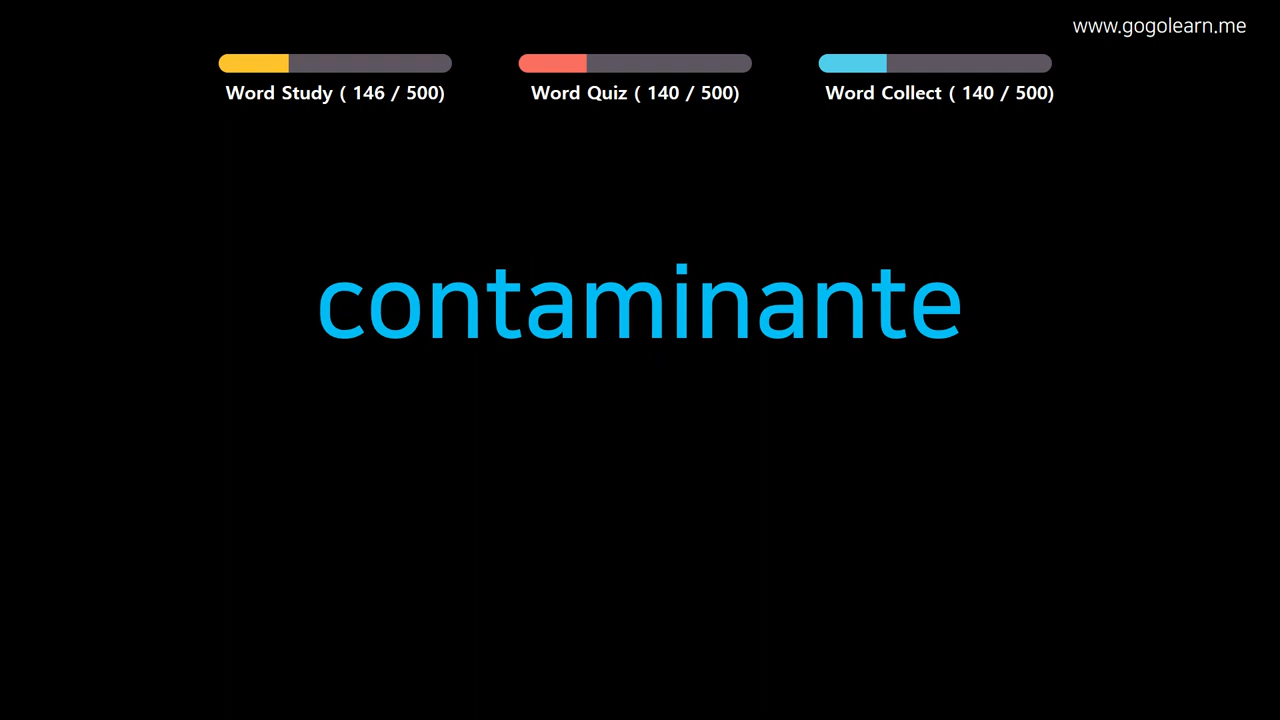 www.gogolearn.me
Word Study ( 146 / 500)
Word Quiz ( 140 / 500)
Word Collect ( 140 / 500)
contaminante